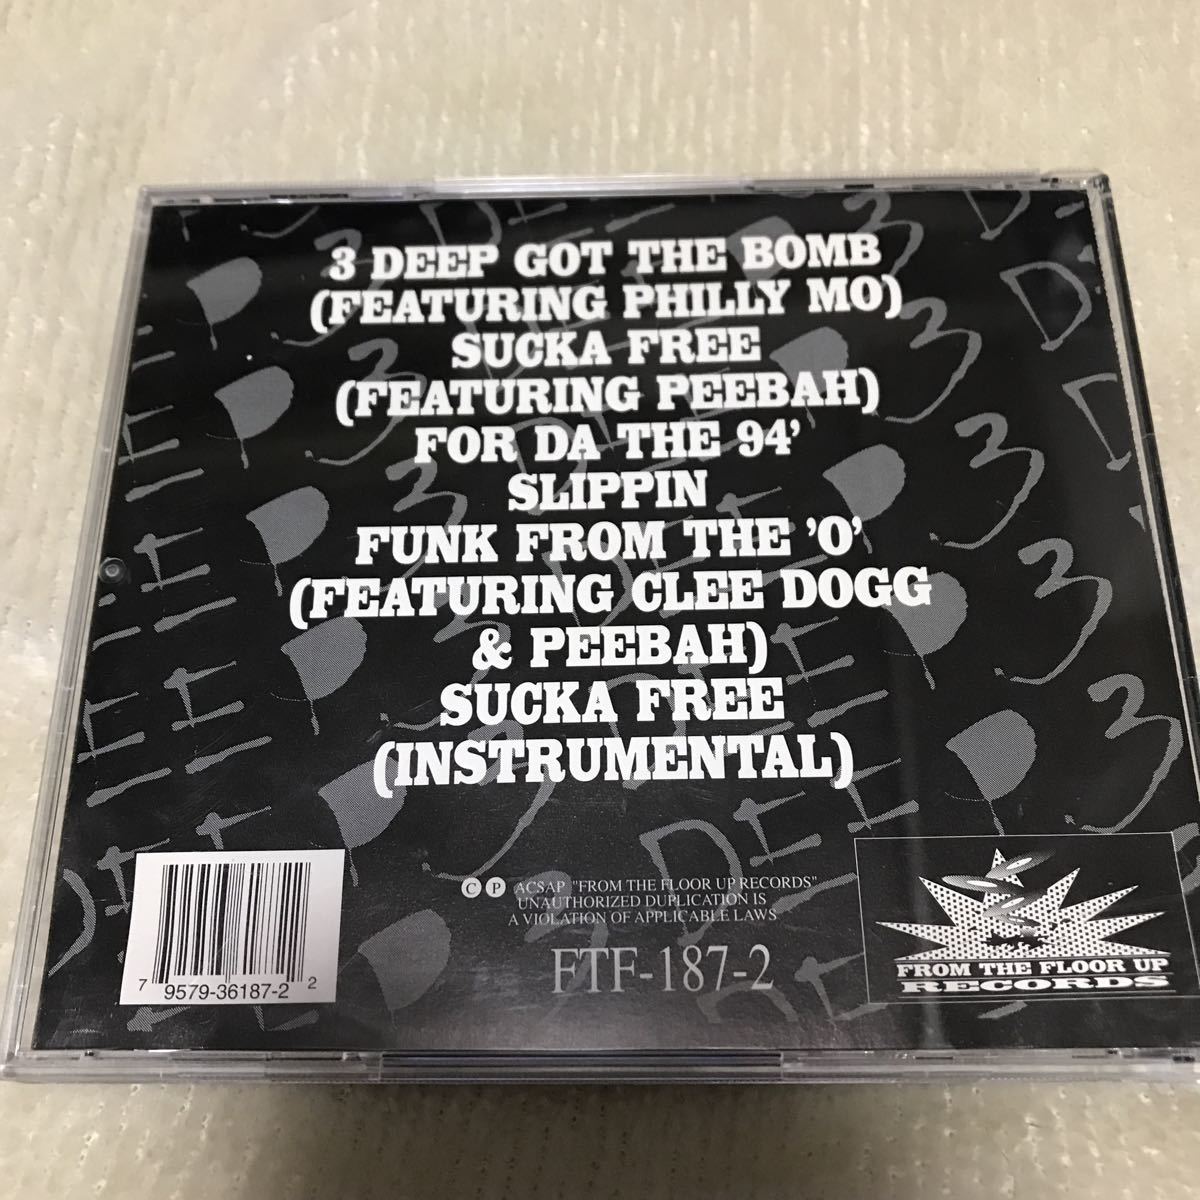 3 DEEP GOT THE BOMB
(FEATURING PHILLY MO)
SUCKA FREE
(FEATURING PEEBAH)
FOR DA THE 94'
SLIPPIN
FUNK FROM THE 'O'
(FEATURING CLEE DOGG
& PEEBAH)
SUCKA FREE
(INSTRUMENTAL)
C P ACSAP "FROM THE FLOOR UP RECORDS"
UNAUTHORIZED DUPLICATION IS
A VIOLATION OF APPLICABLE LAWS
FTF-187-2
7 9579-36187-2 2
FROM THE FLOOR UP
RECORDS
3 DEEP